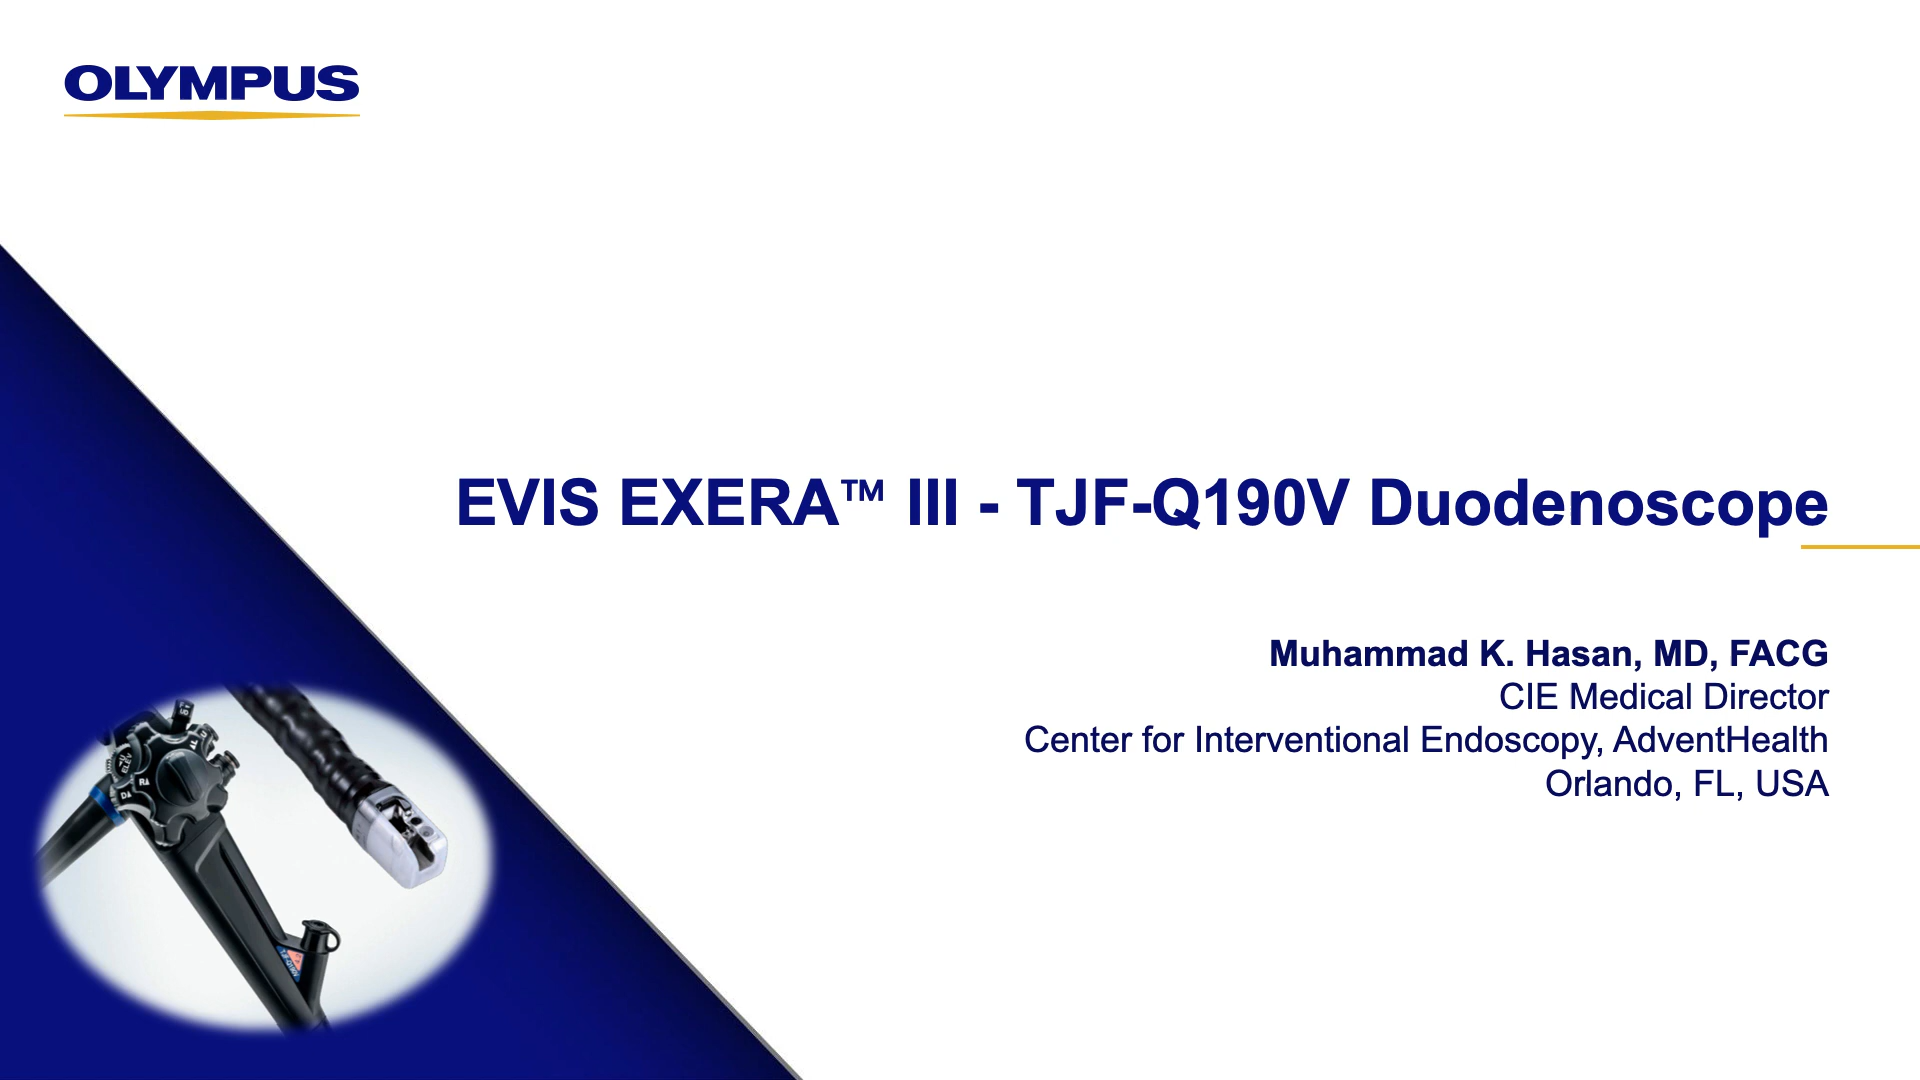 OLYMPUS
EVIS EXERA™ III - TJF-Q190V Duodenoscope
Muhammad K. Hasan, MD, FACG
CIE Medical Director
Center for Interventional Endoscopy, AdventHealth
Orlando, FL, USA